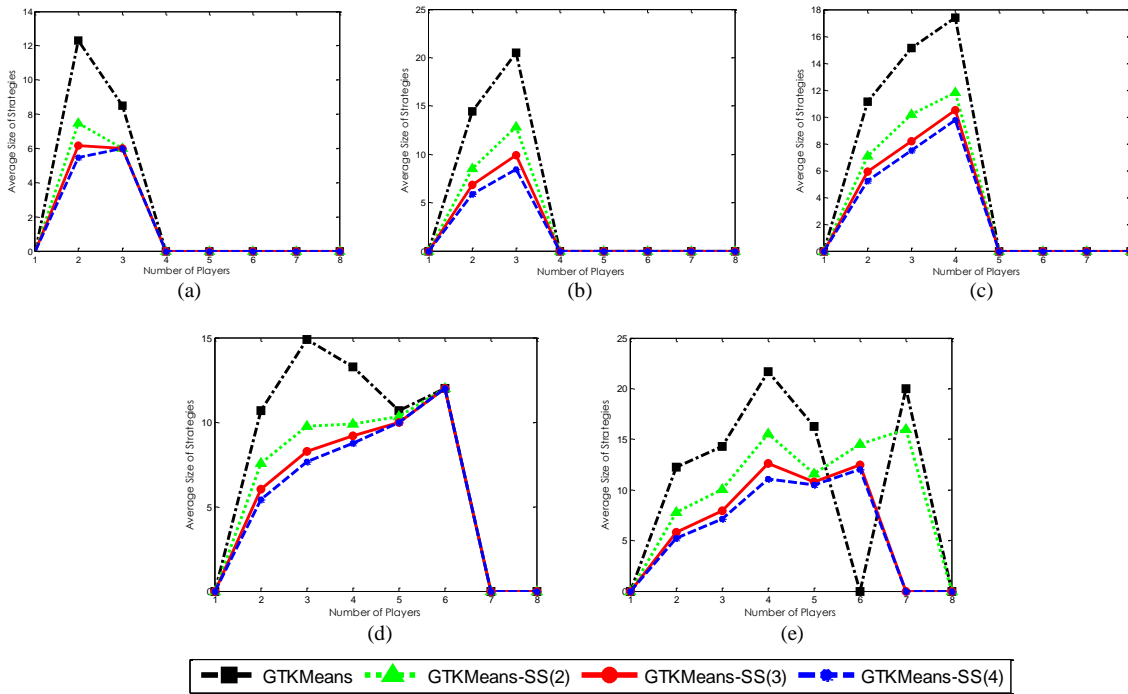 14
12
10
8
6
4
2
0
Average Size of Strategies
1 2 3 4 5 6 7 8
Number of Players
(a)
25
20
15
10
5
0
Average Size of Strategies
1 2 3 4 5 6 7 8
Number of Players
(b)
18
16
14
12
10
8
6
4
2
0
Average Size of Strategies
1 2 3 4 5 6 7
Number of Players
(c)
15
10
5
0
Average Size of Strategies
1 2 3 4 5 6 7 8
Number of Players
(d)
25
20
15
10
5
0
Average Size of Strategies
1 2 3 4 5 6 7 8
Number of Players
(e)
GTKMeans GTKMeans-SS(2) GTKMeans-SS(3) GTKMeans-SS(4)